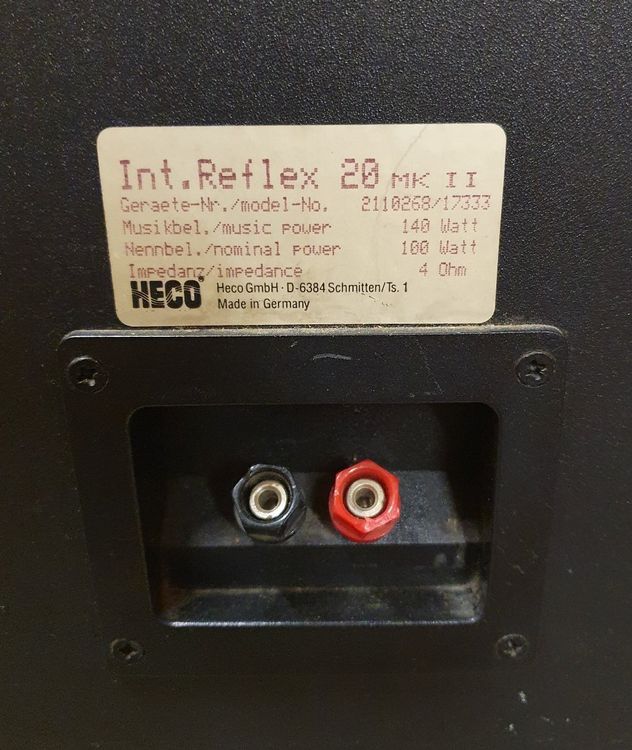 Int.Reflex 20 MK II
Geraete-Nr./model-No. 2110268/17333
Musikbel./music power 140 Watt
Nennbel./nominal power 100 Watt
Impedanz/impedance 4 Ohm
HECO Heco GmbH · D-6384 Schmitten/Ts. 1
Made in Germany